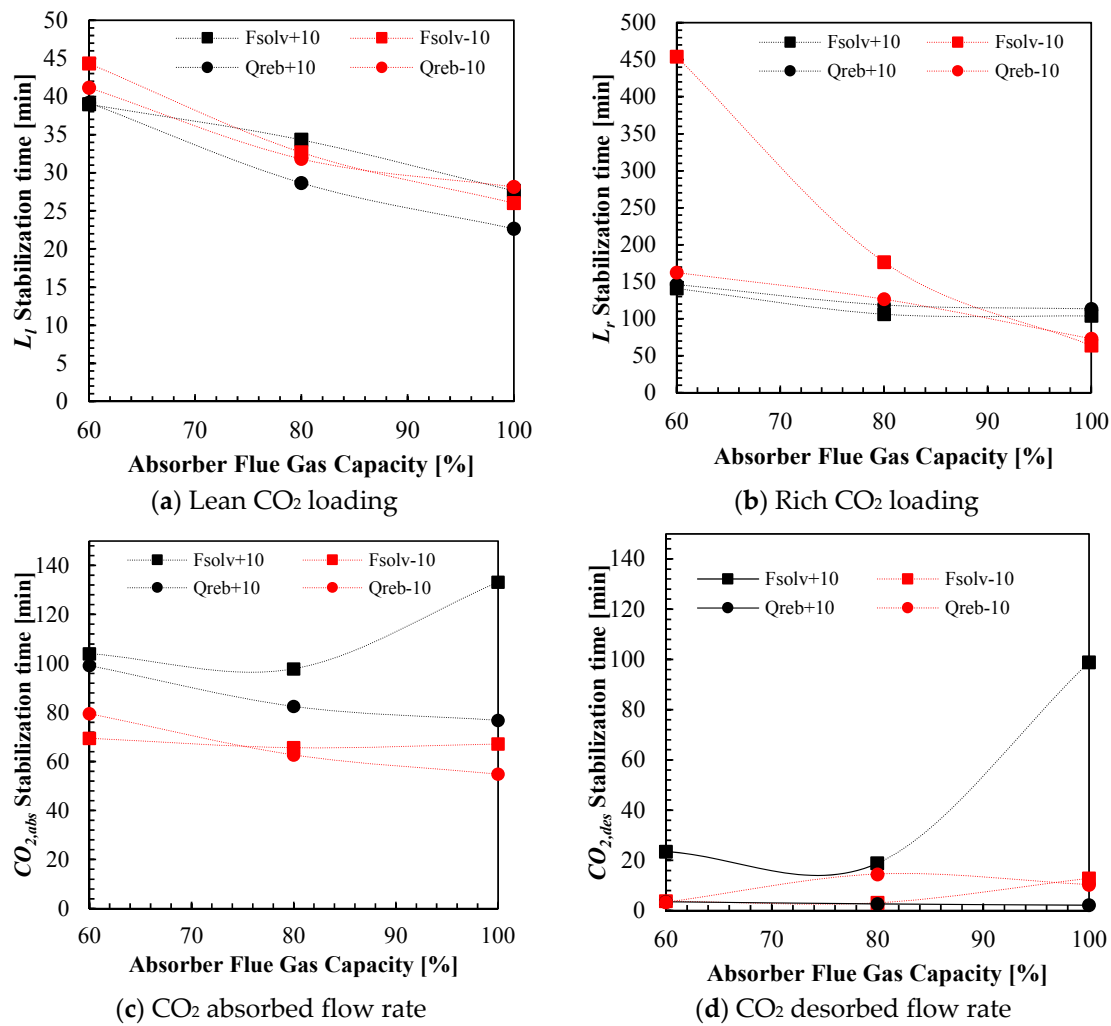 50
45
40
35
30
25
20
15
10
5
0
L_l Stabilization time [min]
Fsolv+10
Fsolv-10
Qreb+10
Qreb-10
60 70 80 90 100
Absorber Flue Gas Capacity [%]
(a) Lean CO₂ loading
500
450
400
350
300
250
200
150
100
50
0
L_r Stabilization time [min]
Fsolv+10
Fsolv-10
Qreb+10
Qreb-10
60 70 80 90 100
Absorber Flue Gas Capacity [%]
(b) Rich CO₂ loading
140
120
100
80
60
40
20
0
CO₂,abs Stabilization time [min]
Fsolv+10
Fsolv-10
Qreb+10
Qreb-10
60 70 80 90 100
Absorber Flue Gas Capacity [%]
(c) CO₂ absorbed flow rate
140
120
100
80
60
40
20
0
CO₂,des Stabilization time [min]
Fsolv+10
Fsolv-10
Qreb+10
Qreb-10
60 70 80 90 100
Absorber Flue Gas Capacity [%]
(d) CO₂ desorbed flow rate